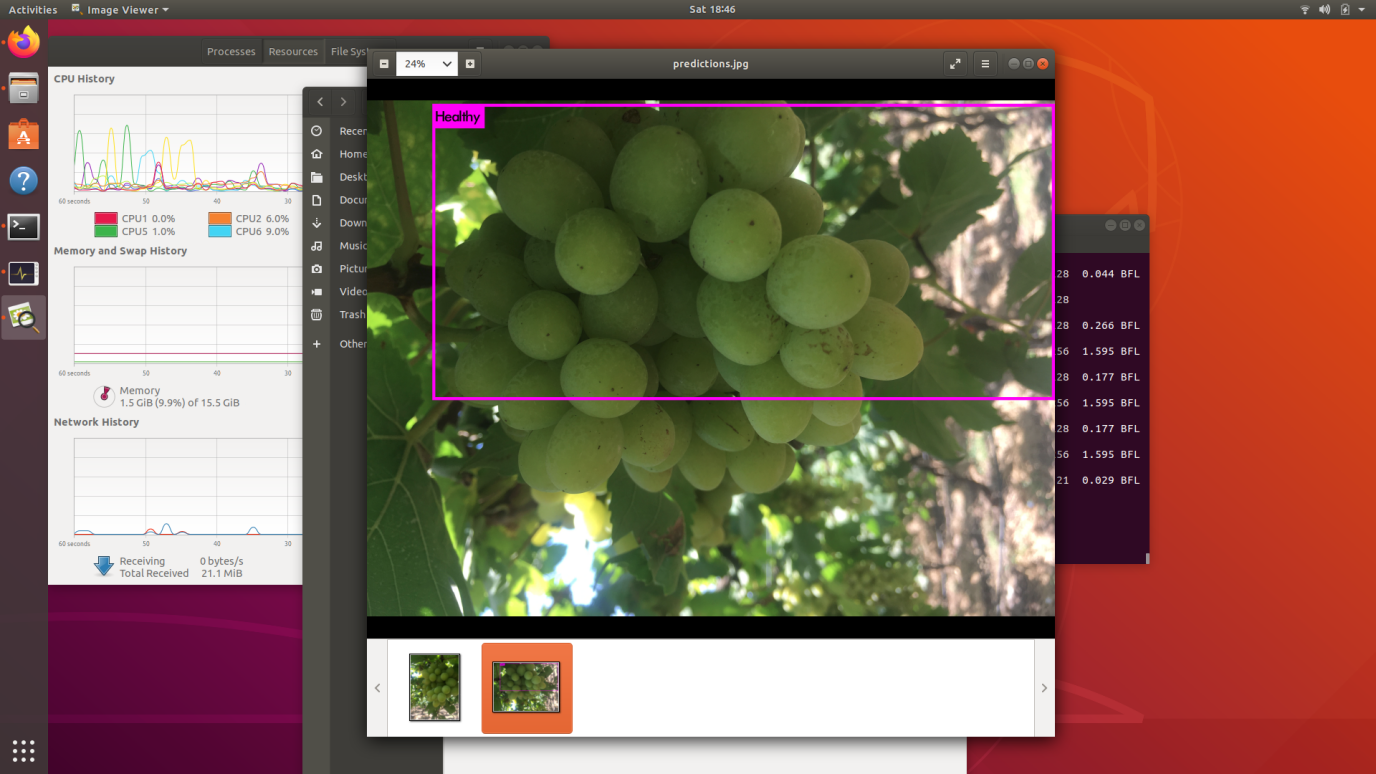 Activities Image Viewer Sat 18:46
Processes Resources File Sys
CPU History
60 seconds 50 40 30
CPU1 0.0% CPU2 6.0%
CPU5 1.0% CPU6 9.0%
Memory and Swap History
60 seconds 50 40 30
Memory
1.5 GiB (9.9%) of 15.5 GiB
Network History
60 seconds 50 40 30
Receiving 0 bytes/s
Total Received 21.1 MiB
Recen
Home
Deskt
Docu
Down
Music
Pictu
Video
Trash
Other
24% predictions.jpg
Healthy
28 0.044 BFL
28
28 0.266 BFL
56 1.595 BFL
28 0.177 BFL
56 1.595 BFL
28 0.177 BFL
56 1.595 BFL
21 0.029 BFL